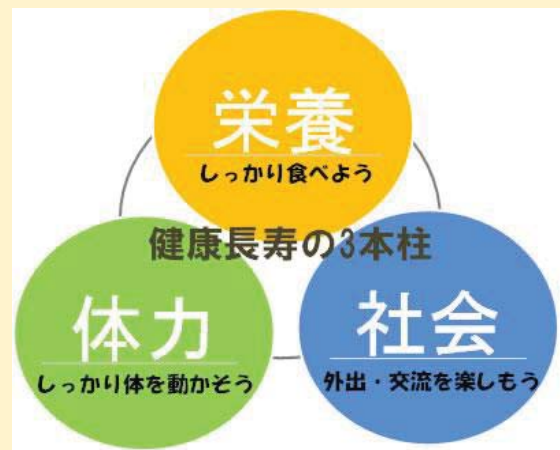 栄養
しっかり食べよう
健康長寿の3本柱
体力
しっかり体を動かそう
社会
外出・交流を楽しもう